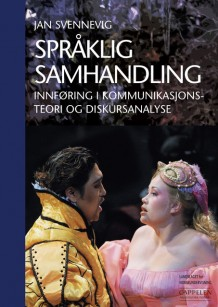 JAN SVENNEVIG
SPRÅKLIG
SAMHANDLING
INNFØRING I KOMMUNIKASJONS-
TEORI OG DISKURSANALYSE
CAPPELEN